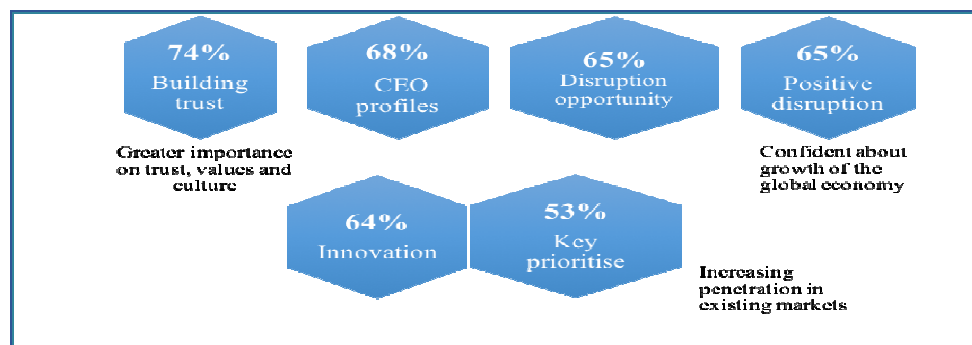 74%
Building
trust
68%
CEO
profiles
65%
Disruption
opportunity
65%
Positive
disruption
Greater importance
on trust, values and
culture
Confident about
growth of the
global economy
64%
Innovation
53%
Key
prioritise
Increasing
penetration in
existing markets